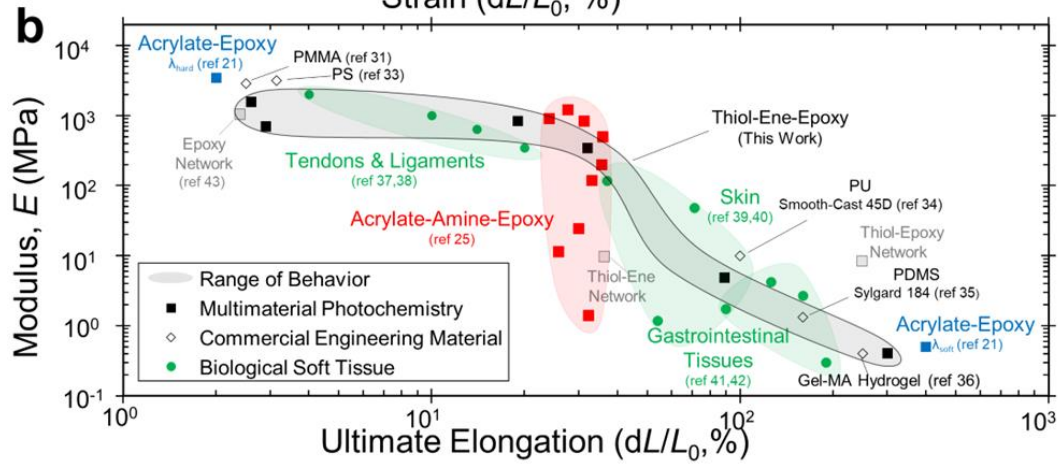 Strain (dL/L₀, %)
b
Acrylate-Epoxy
λhard (ref 21)
PMMA (ref 31)
PS (ref 33)
Epoxy
Network
(ref 43)
Tendons & Ligaments
(ref 37,38)
Acrylate-Amine-Epoxy
(ref 25)
Thiol-Ene-Epoxy
(This Work)
Skin
(ref 39,40)
PU
Smooth-Cast 45D (ref 34)
Thiol-Epoxy
Network
PDMS
Sylgard 184 (ref 35)
Thiol-Ene
Network
Gastrointestinal
Tissues
(ref 41,42)
Acrylate-Epoxy
λsoft (ref 21)
Gel-MA Hydrogel (ref 36)
Range of Behavior
Multimaterial Photochemistry
Commercial Engineering Material
Biological Soft Tissue
Modulus, E (MPa)
10⁴
10³
10²
10¹
10⁰
10⁻¹
10⁰ 10¹ 10² 10³
Ultimate Elongation (dL/L₀,%)